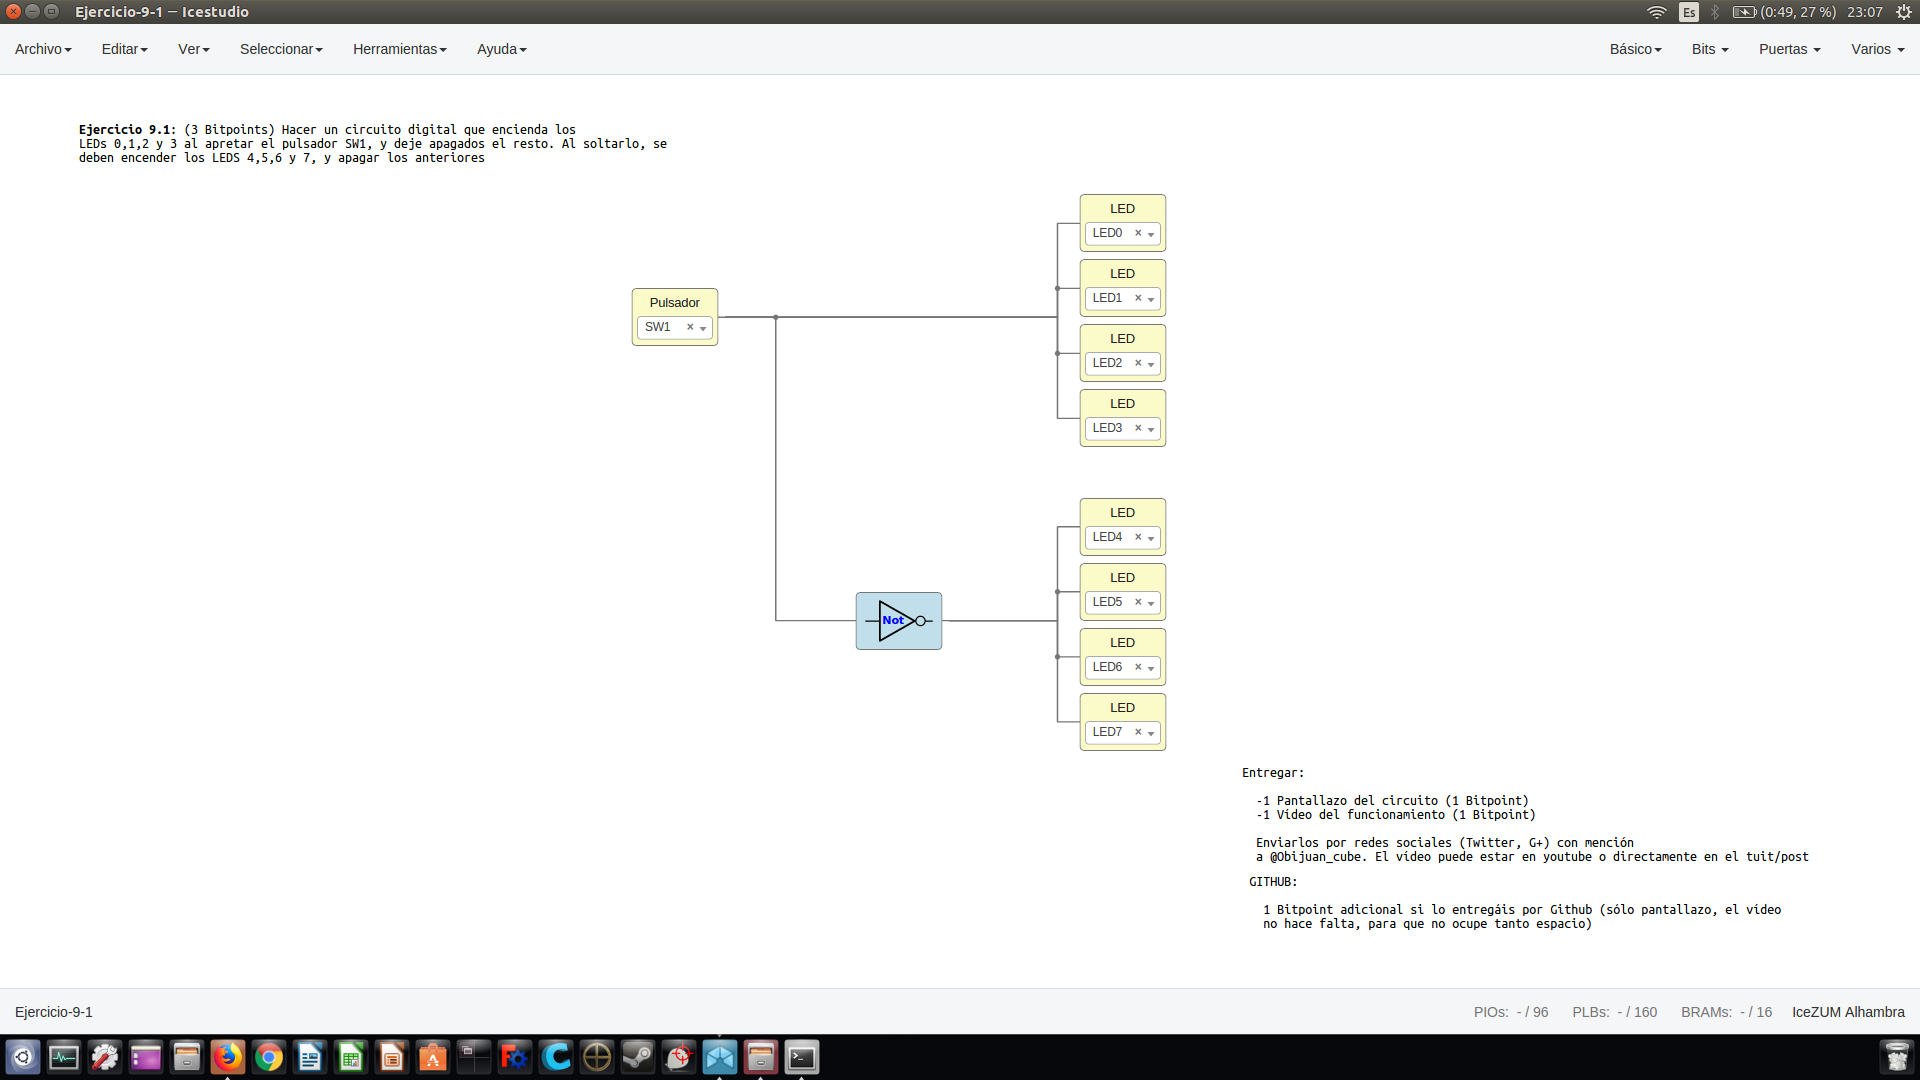 Ejercicio-9-1 — Icestudio
Es
(0:49, 27 %)
23:07
Archivo
Editar
Ver
Seleccionar
Herramientas
Ayuda
Básico
Bits
Puertas
Varios
Ejercicio 9.1: (3 Bitpoints) Hacer un circuito digital que encienda los
LEDs 0,1,2 y 3 al apretar el pulsador SW1, y deje apagados el resto. Al soltarlo, se
deben encender los LEDS 4,5,6 y 7, y apagar los anteriores
LED
LED0
LED
LED1
Pulsador
SW1
LED
LED2
LED
LED3
LED
LED4
LED
LED5
Not
LED
LED6
LED
LED7
Entregar:
-1 Pantallazo del circuito (1 Bitpoint)
-1 Vídeo del funcionamiento (1 Bitpoint)
Enviarlos por redes sociales (Twitter, G+) con mención
a @Obijuan_cube. El vídeo puede estar en youtube o directamente en el tuit/post
GITHUB:
1 Bitpoint adicional si lo entregáis por Github (sólo pantallazo, el vídeo
no hace falta, para que no ocupe tanto espacio)
Ejercicio-9-1
PIOs: - / 96
PLBs: - / 160
BRAMs: - / 16
IceZUM Alhambra